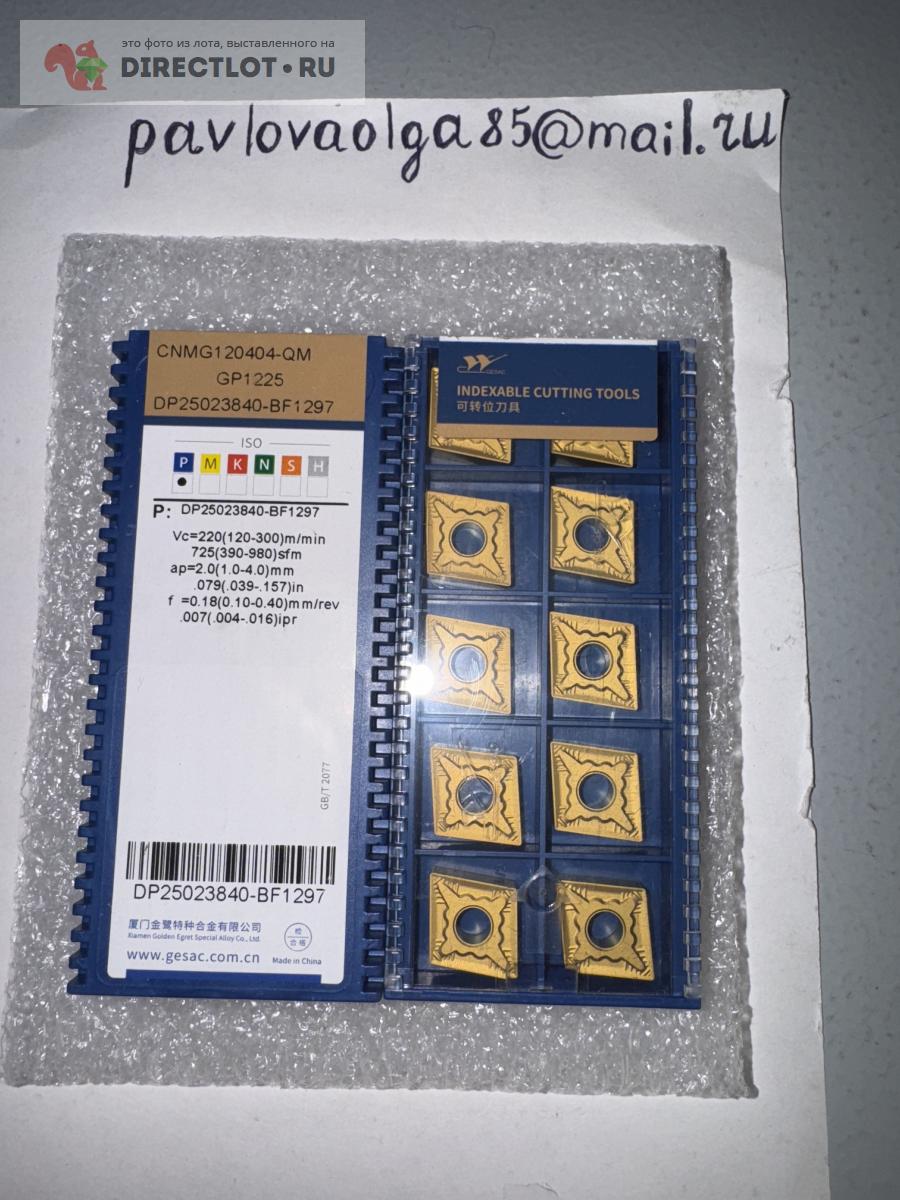 это фото из лота, выставленного на
DIRECTLOT.RU
pavlovaolga85@mail.ru
CNMG120404-QM
GP1225
DP25023840-BF1297
ISO
P M K N S H
P: DP25023840-BF1297
Vc=220(120-300)m/min
725(390-980)sfm
ap=2.0(1.0-4.0)mm
.079(.039-.157)in
f =0.18(0.10-0.40)mm/rev
.007(.004-.016)ipr
GB/T 2077
DP25023840-BF1297
厦门金鹭特种合金有限公司
Xiamen Golden Egret Special Alloy Co., Ltd.
检
合格
www.gesac.com.cn
Made in China
GESAC
INDEXABLE CUTTING TOOLS
可转位刀具